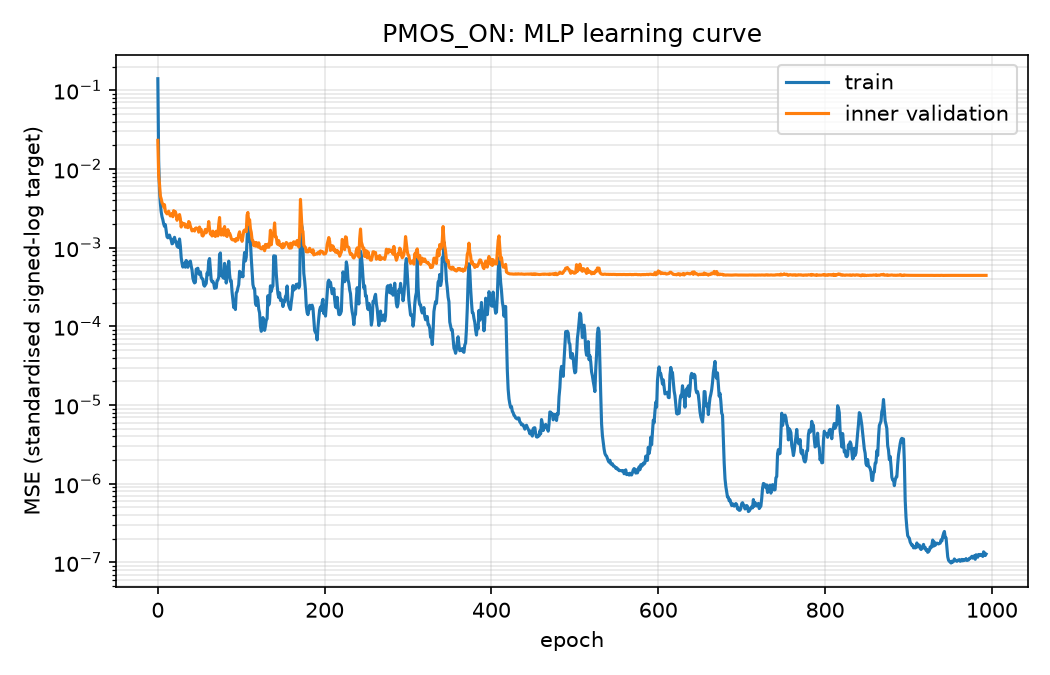 PMOS_ON: MLP learning curve
train
inner validation
MSE (standardised signed-log target)
10⁻¹
10⁻²
10⁻³
10⁻⁴
10⁻⁵
10⁻⁶
10⁻⁷
0 200 400 600 800 1000
epoch